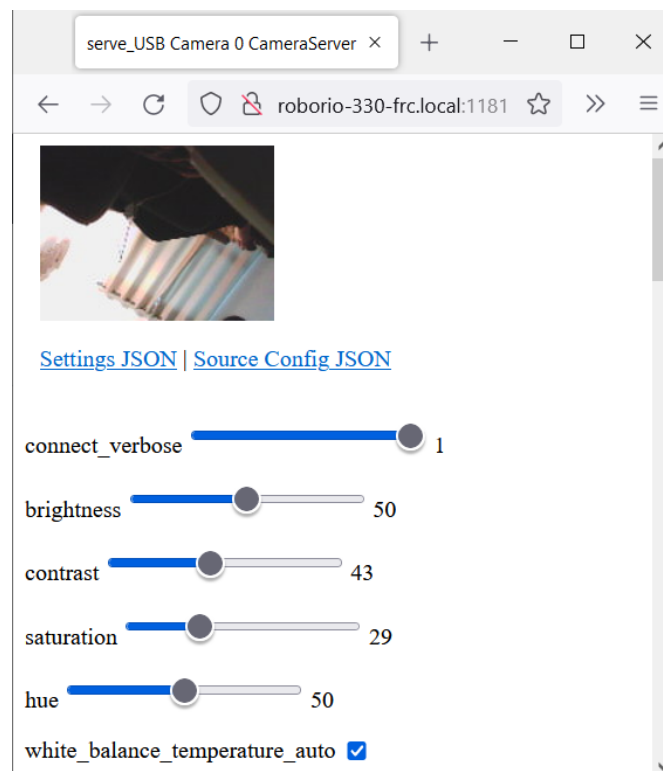 serve_USB Camera 0 CameraServer
roborio-330-frc.local:1181
Settings JSON | Source Config JSON
connect_verbose 1
brightness 50
contrast 43
saturation 29
hue 50
white_balance_temperature_auto